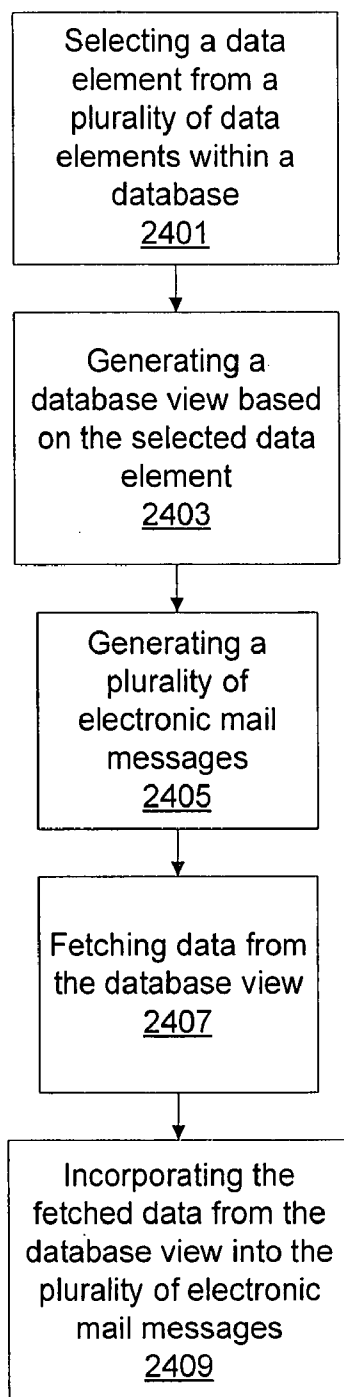 Selecting a data
element from a
plurality of data
elements within a
database
2401
Generating a
database view based
on the selected data
element
2403
Generating a
plurality of
electronic mail
messages
2405
Fetching data from
the database view
2407
Incorporating the
fetched data from the
database view into the
plurality of electronic
mail messages
2409